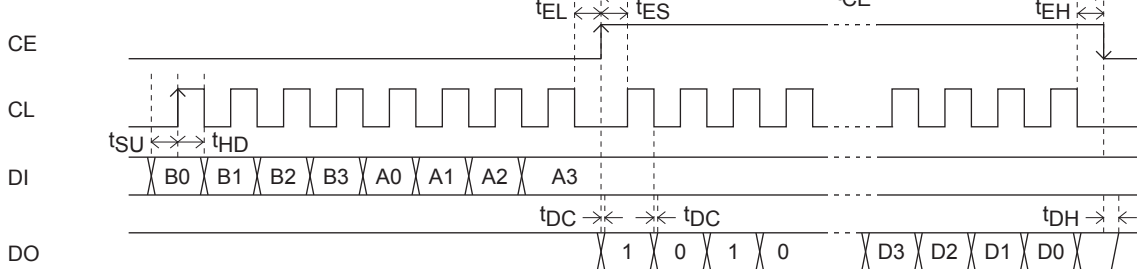 tEL tES tCE tEH
CE
CL
tSU tHD
DI B0 B1 B2 B3 A0 A1 A2 A3
tDC tDC tDH
DO 1 0 1 0 D3 D2 D1 D0